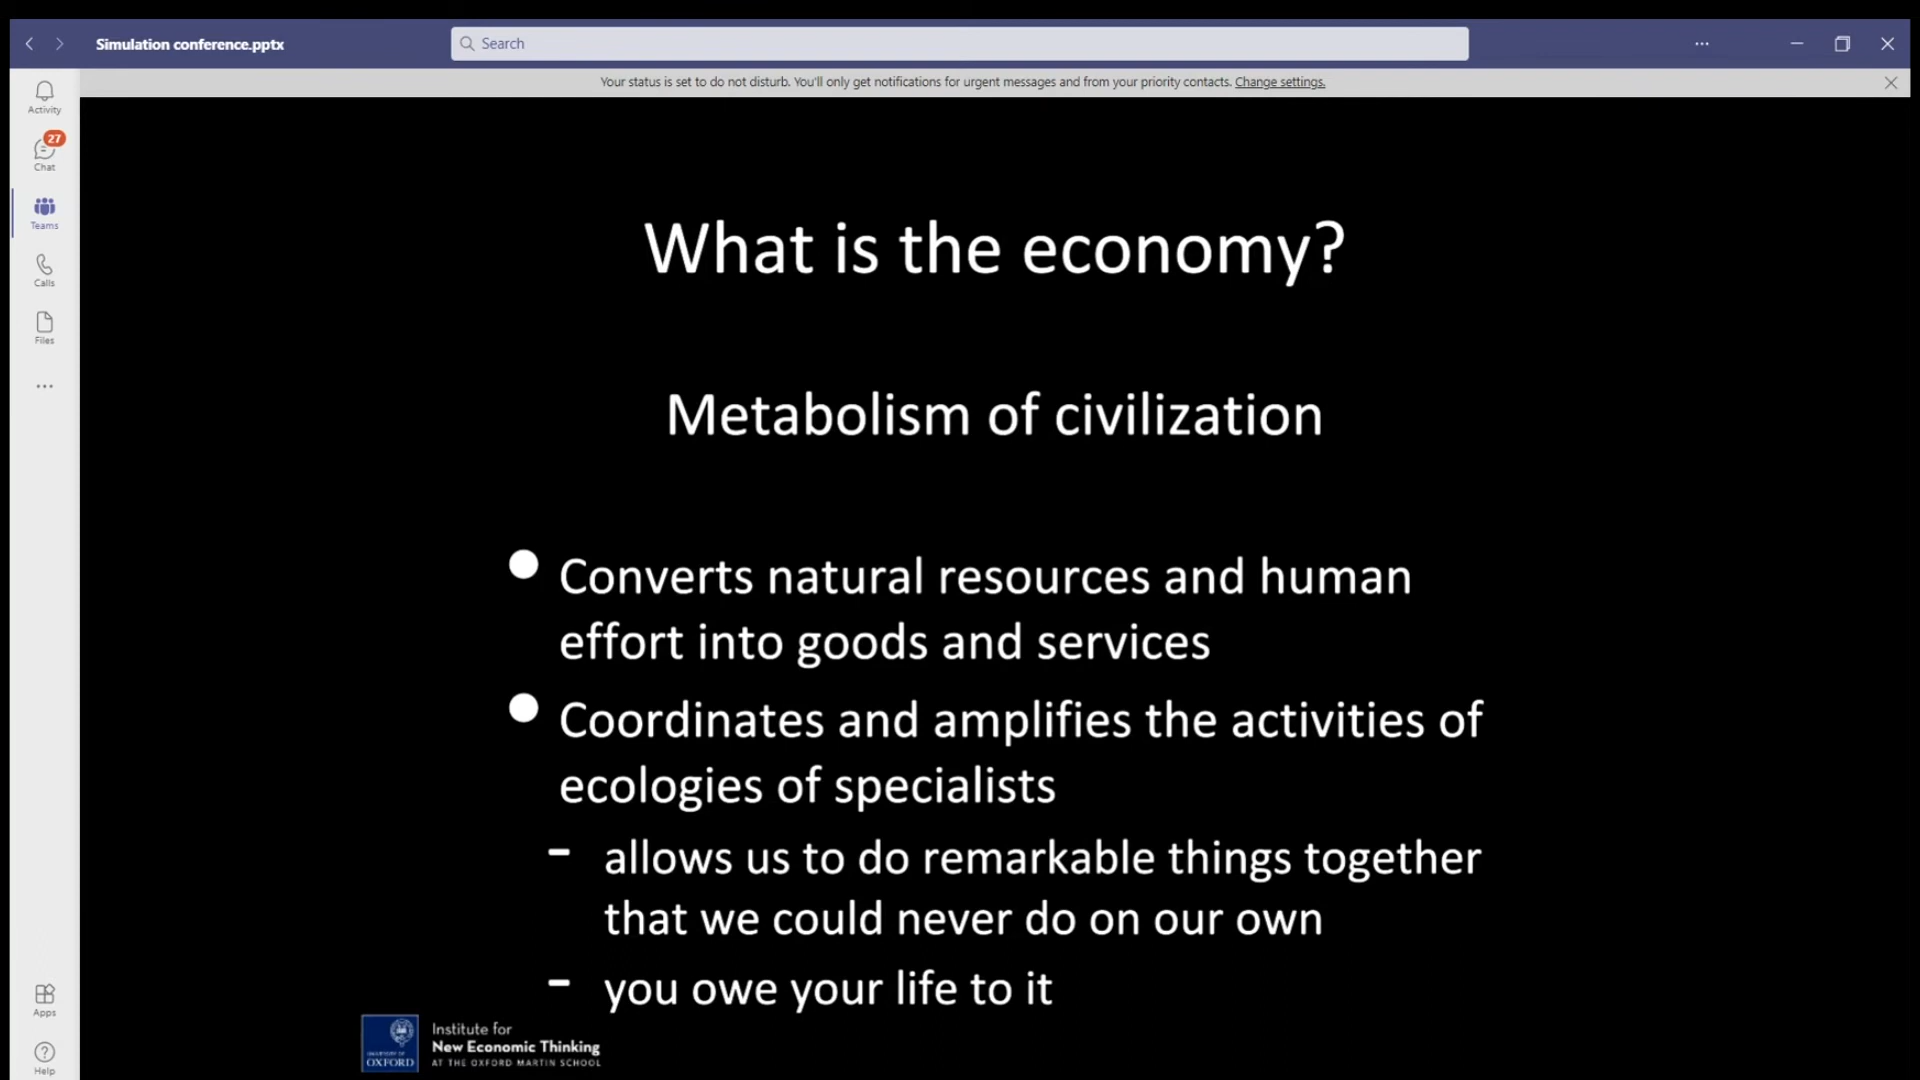 Simulation conference.pptx
Search
Your status is set to do not disturb. You'll only get notifications for urgent messages and from your priority contacts. Change settings.
Activity
27
Chat
Teams
Calls
Files
Apps
Help
What is the economy?
Metabolism of civilization
Converts natural resources and human
effort into goods and services
Coordinates and amplifies the activities of
ecologies of specialists
- allows us to do remarkable things together
that we could never do on our own
- you owe your life to it
UNIVERSITY OF
OXFORD
Institute for
New Economic Thinking
AT THE OXFORD MARTIN SCHOOL